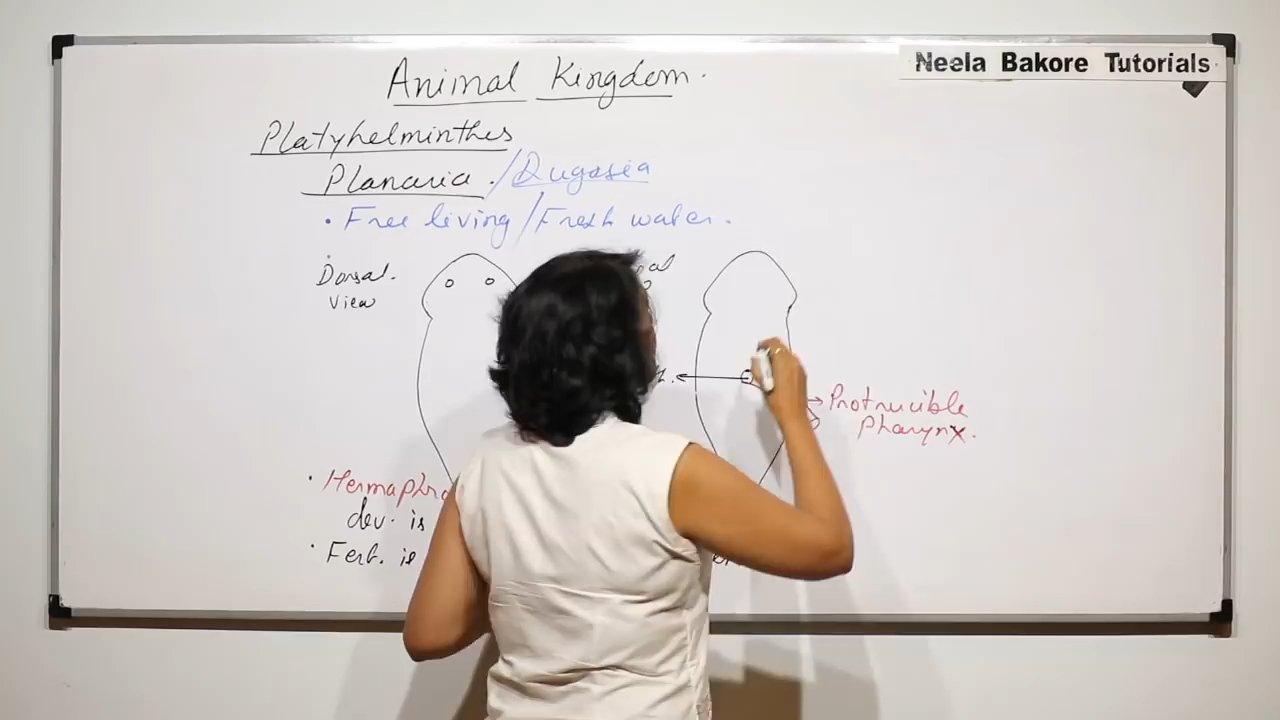 Neela Bakore Tutorials
Animal Kingdom.
Platyhelminthes
Planaria. / Dugesia
• Free living / Fresh water.
Dorsal.
View
Protrucible
Pharynx.
• Hermaphro
dev. is
• Fert. is